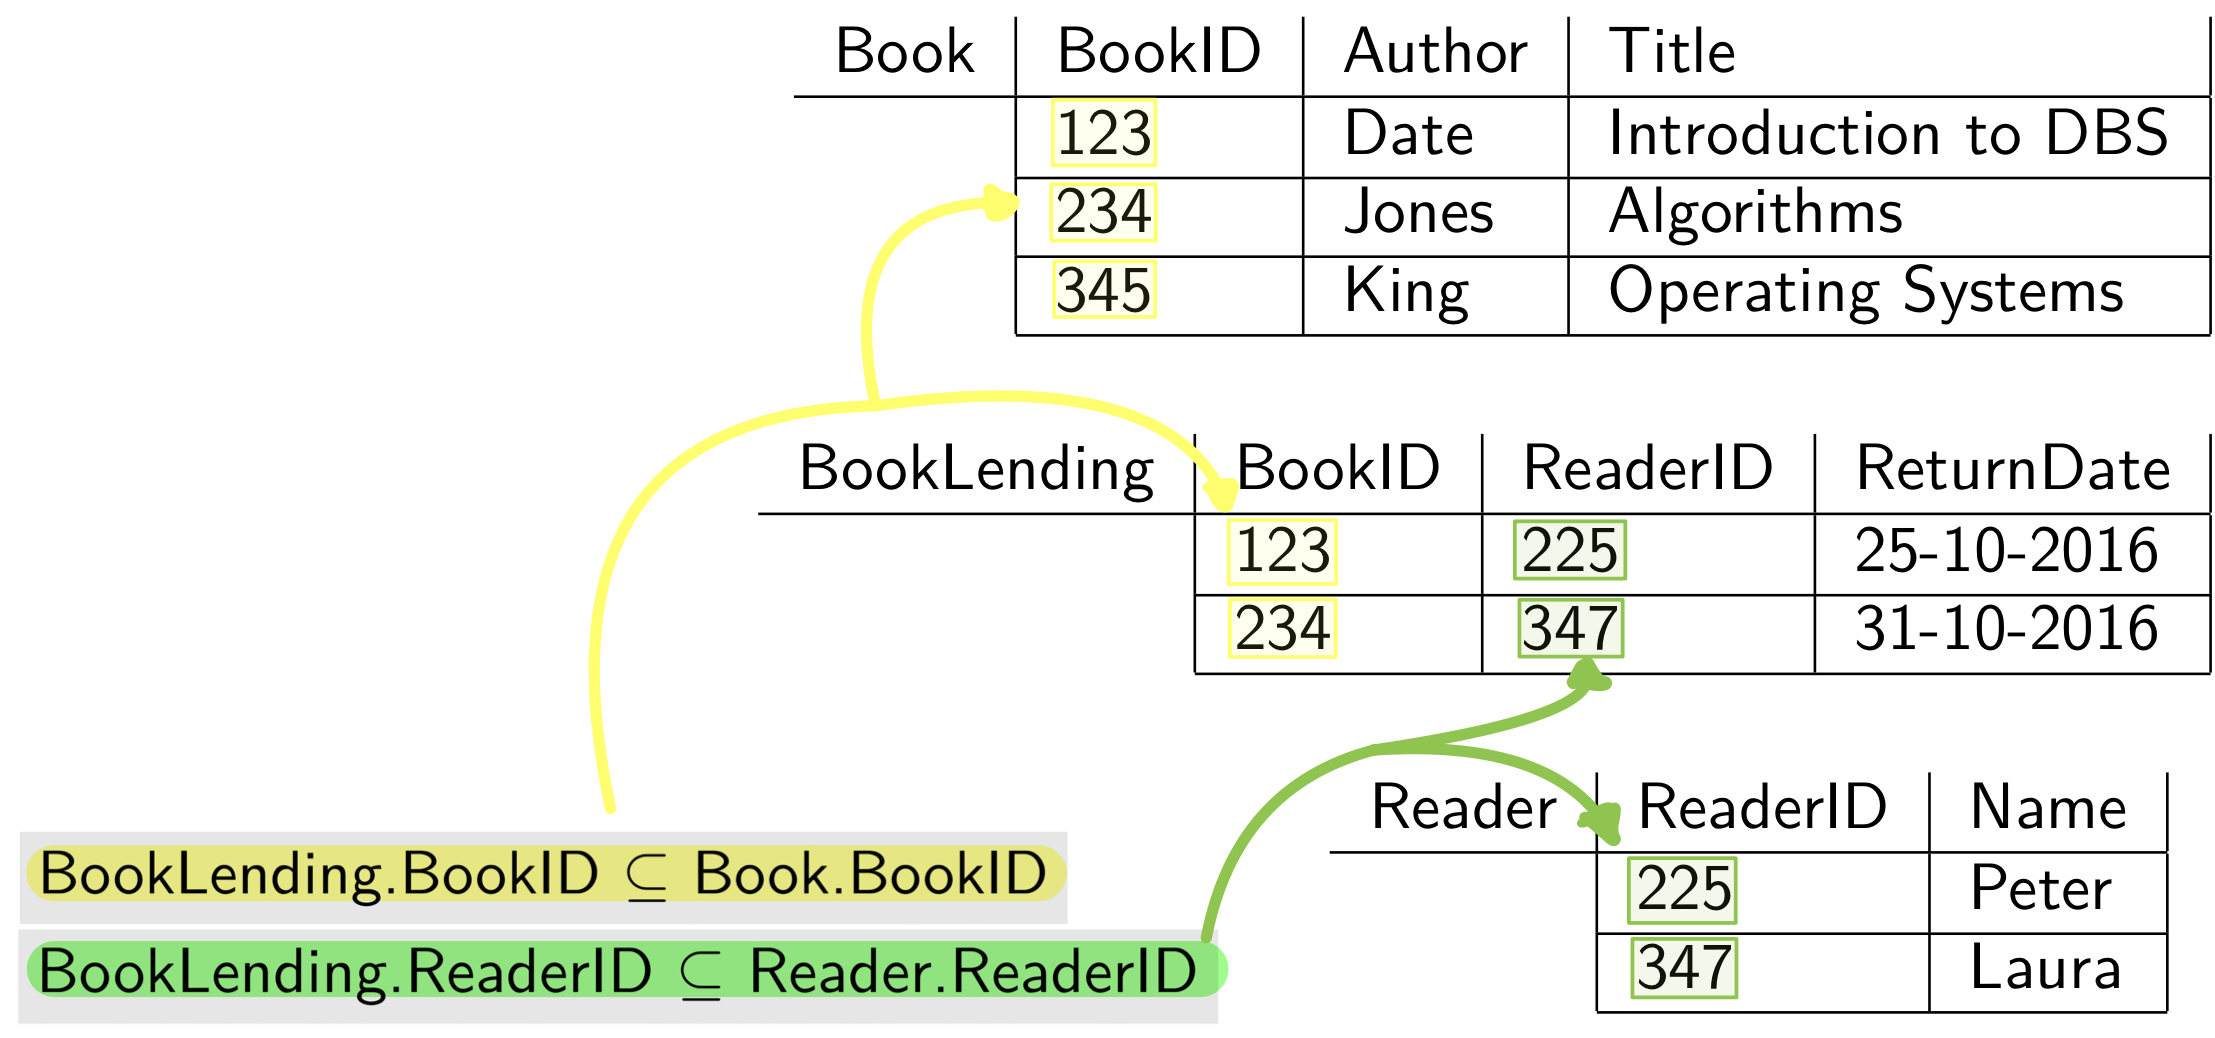 Book BookID Author Title
123 Date Introduction to DBS
234 Jones Algorithms
345 King Operating Systems
BookLending BookID ReaderID ReturnDate
123 225 25-10-2016
234 347 31-10-2016
Reader ReaderID Name
225 Peter
347 Laura
BookLending.BookID ⊆ Book.BookID
BookLending.ReaderID ⊆ Reader.ReaderID